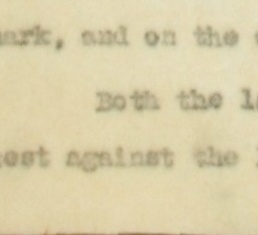 ark, and on the
Both the l
est against the